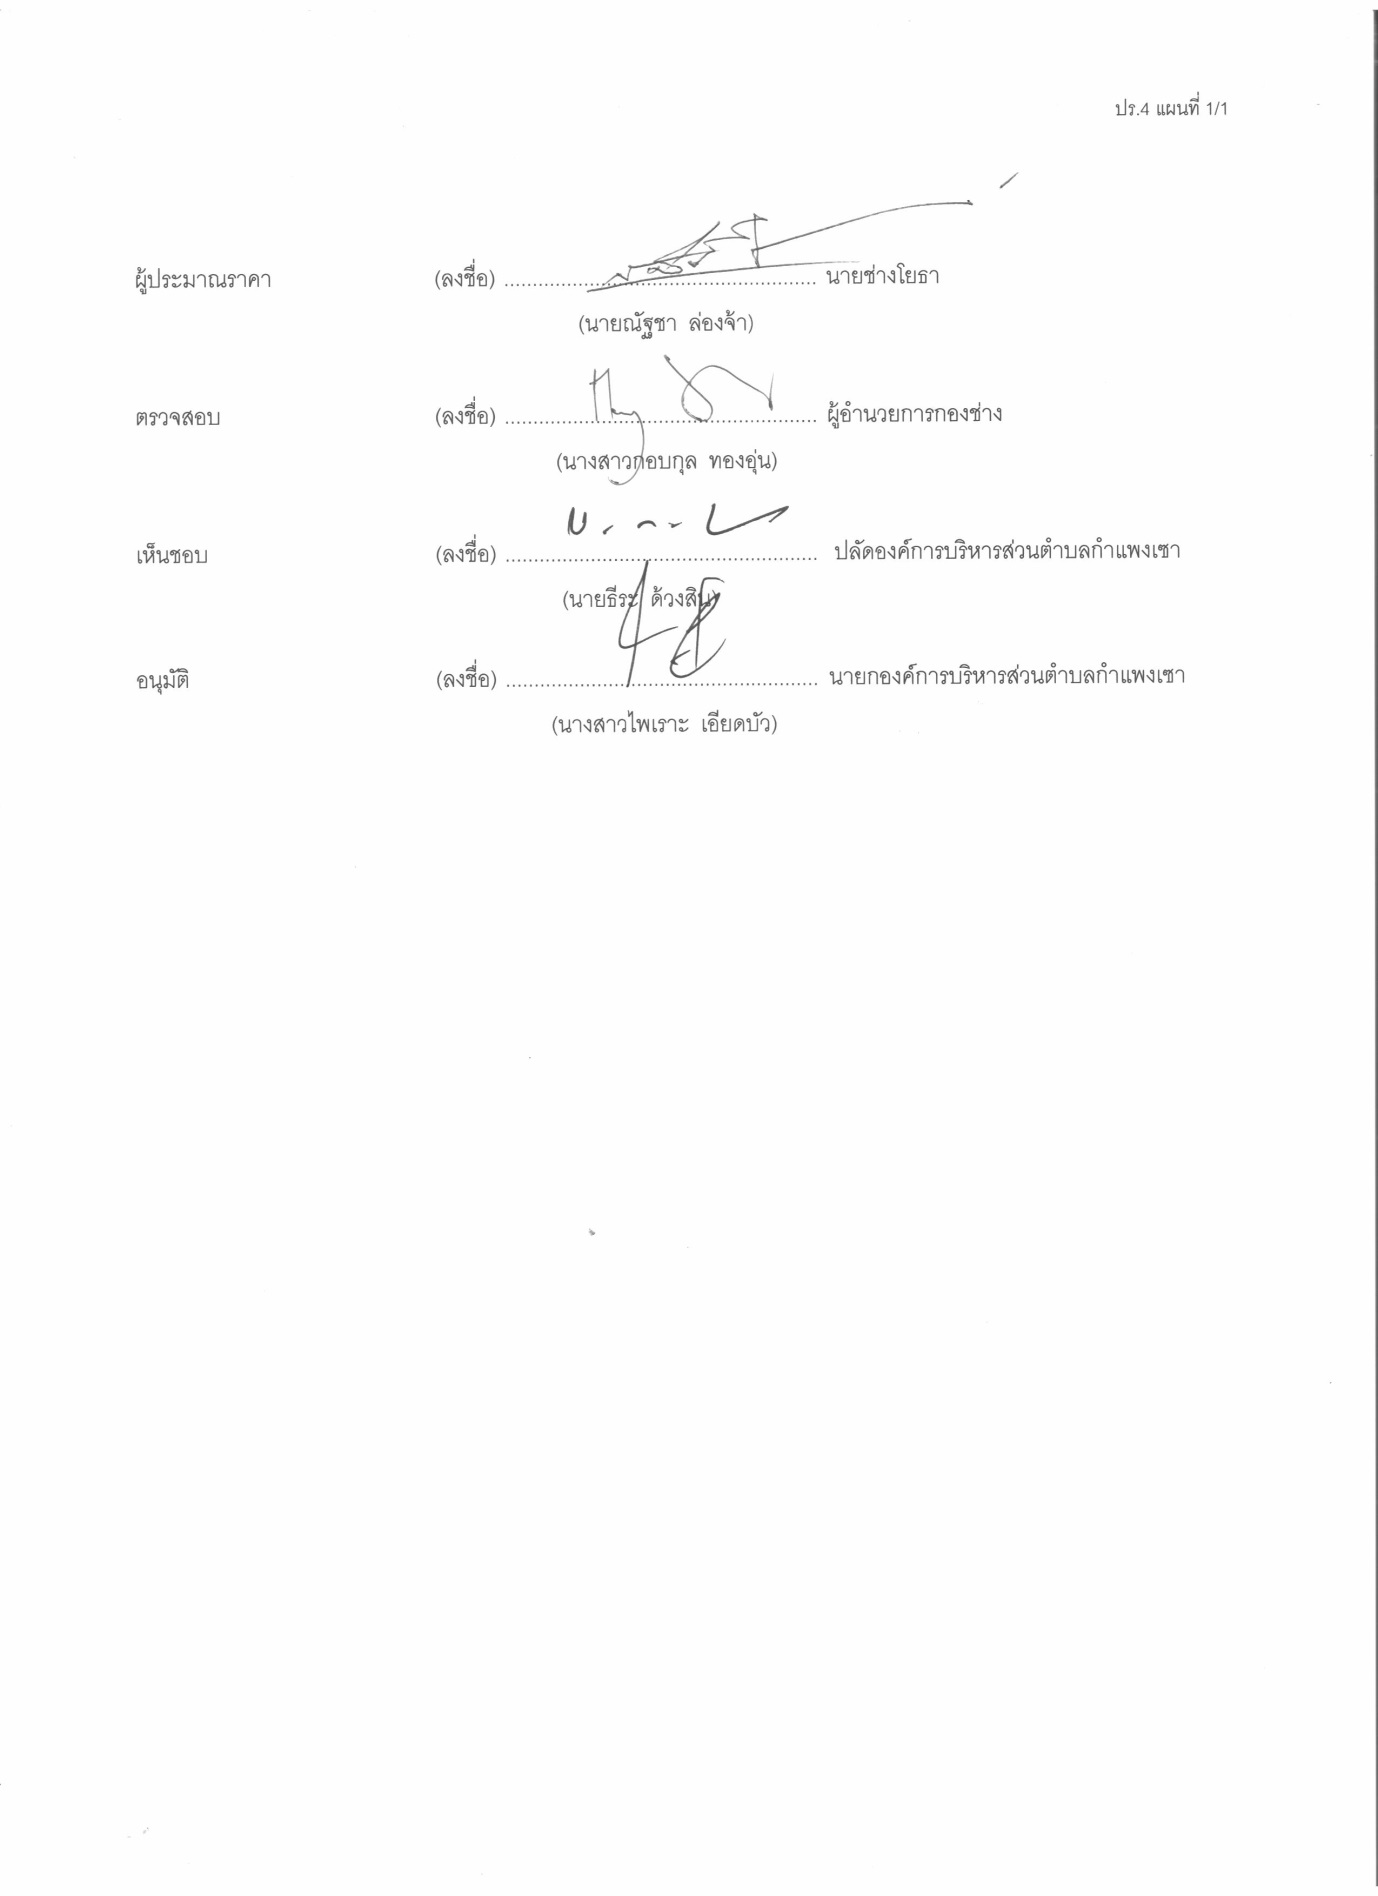 ปร.4 แผนที่ 1/1
ผู้ประมาณราคา (ลงชื่อ) ........................................................ นายช่างโยธา
(นายณัฐชา ล่องจ้า)
ตรวจสอบ (ลงชื่อ) ........................................................ ผู้อำนวยการกองช่าง
(นางสาวกอบกุล ทองอุ่น)
เห็นชอบ (ลงชื่อ) ........................................................ ปลัดองค์การบริหารส่วนตำบลกำแพงเซา
(นายธีระ ด้วงสิน)
อนุมัติ (ลงชื่อ) ........................................................ นายกองค์การบริหารส่วนตำบลกำแพงเซา
(นางสาวไพเราะ เอียดบัว)